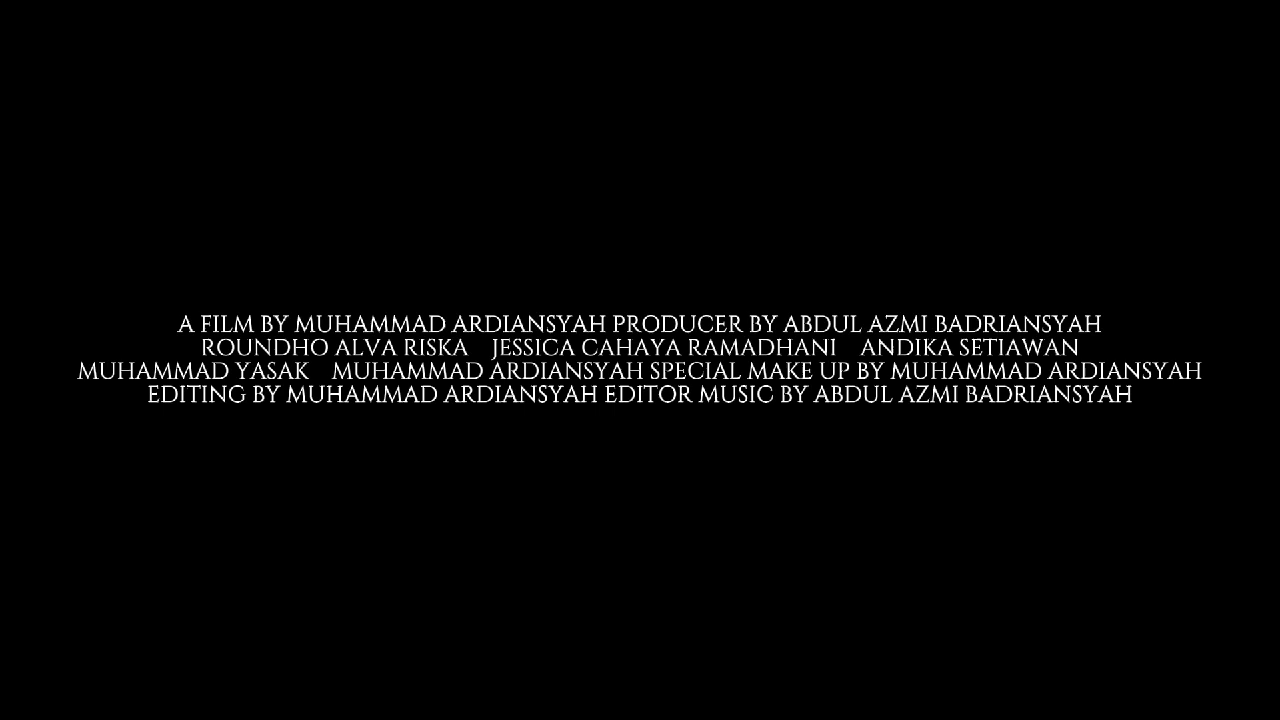 A FILM BY MUHAMMAD ARDIANSYAH PRODUCER BY ABDUL AZMI BADRIANSYAH
ROUNDHO ALVA RISKA JESSICA CAHAYA RAMADHANI ANDIKA SETIAWAN
MUHAMMAD YASAK MUHAMMAD ARDIANSYAH SPECIAL MAKE UP BY MUHAMMAD ARDIANSYAH
EDITING BY MUHAMMAD ARDIANSYAH EDITOR MUSIC BY ABDUL AZMI BADRIANSYAH